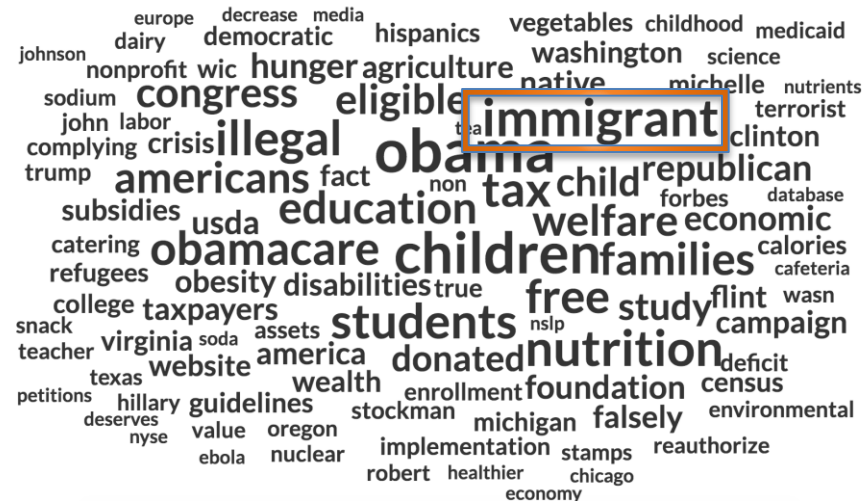 europe decrease media
johnson dairy democratic hispanics vegetables childhood medicaid
nonprofit wic hunger agriculture washington science
sodium congress eligible native michelle nutrients
john labor tea immigrant terrorist
complying crisis illegal obama clinton
trump americans fact non tax child republican
subsidies usda education welfare forbes database economic
catering obamacare children families calories
refugees obesity disabilities true cafeteria
college taxpayers free study flint wasn
snack virginia soda assets students nslp campaign
teacher website america donated nutrition deficit
texas wealth enrollment foundation census
petitions hillary guidelines stockman michigan falsely environmental
deserves
nyse value oregon implementation stamps reauthorize
ebola nuclear
robert healthier chicago
economy